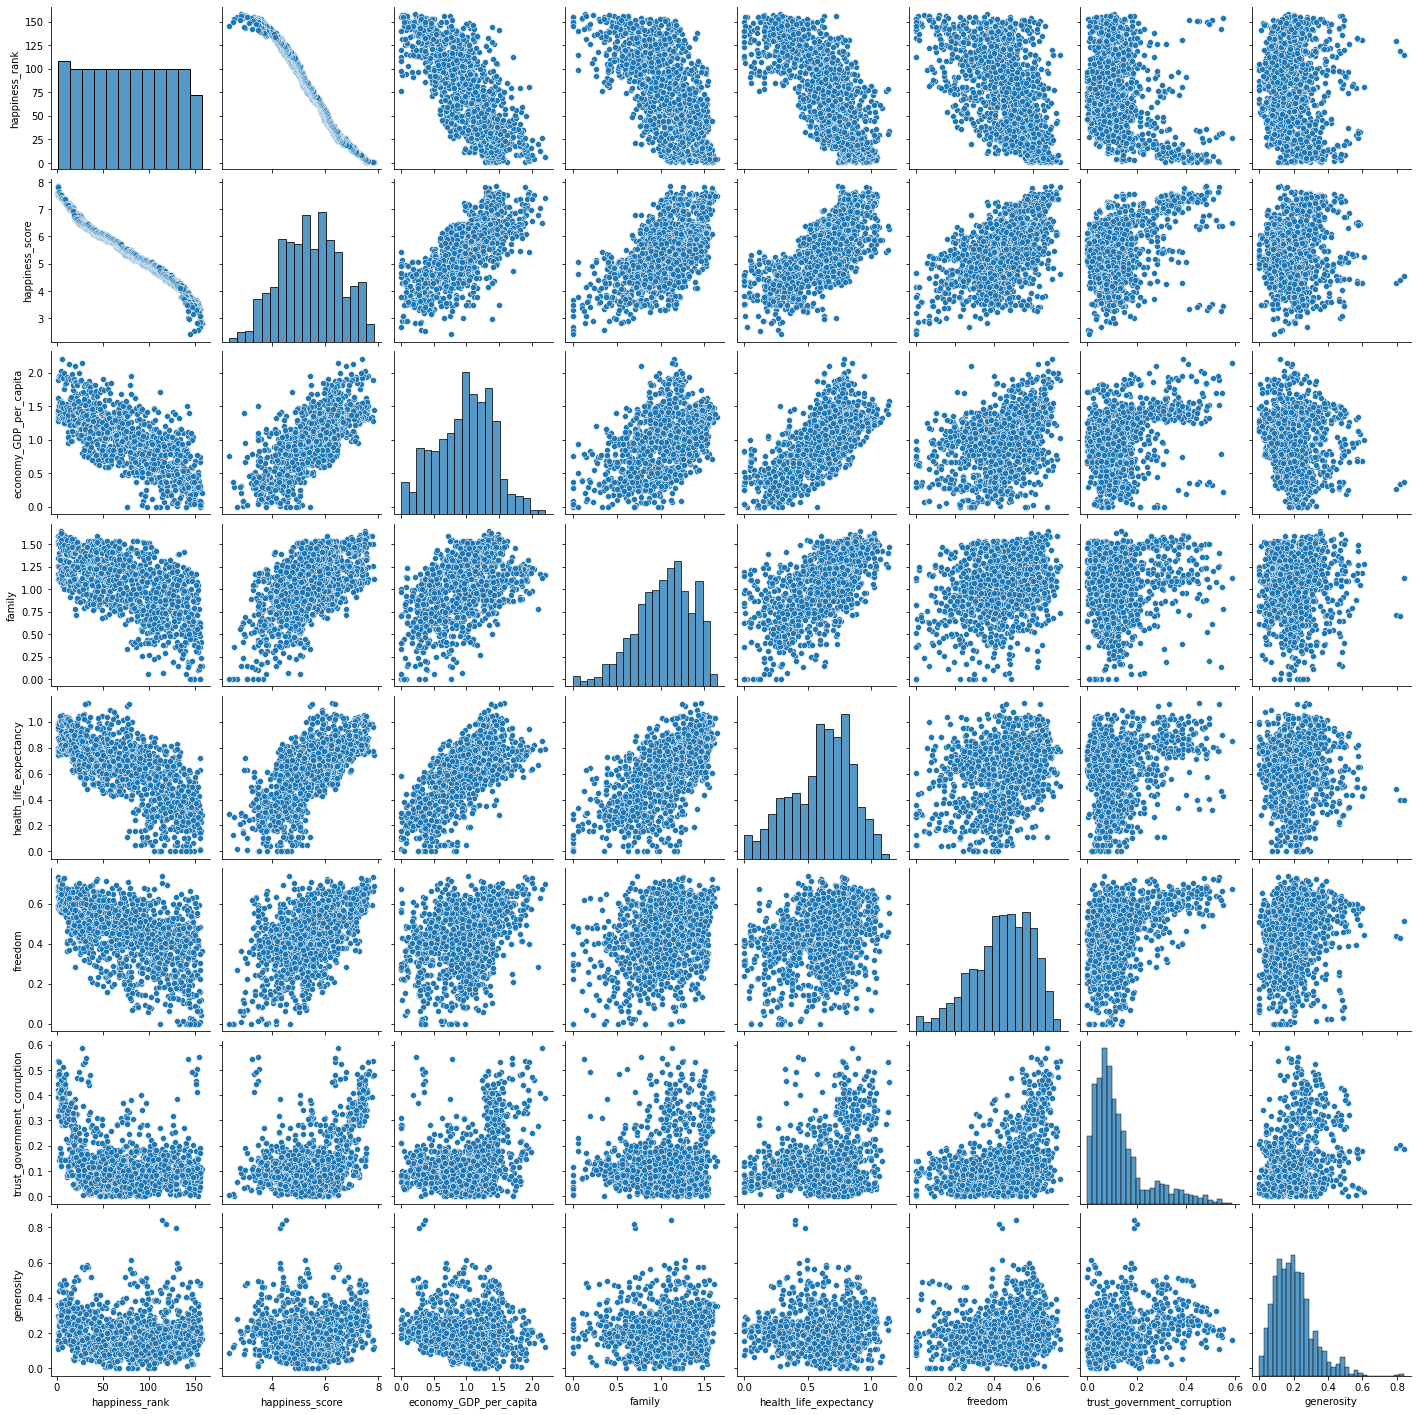 happiness_rank
150
125
100
75
50
25
0
happiness_score
8
7
6
5
4
3
economy_GDP_per_capita
2.0
1.5
1.0
0.5
0.0
family
1.50
1.25
1.00
0.75
0.50
0.25
0.00
health_life_expectancy
1.0
0.8
0.6
0.4
0.2
0.0
freedom
0.6
0.4
0.2
0.0
trust_government_corruption
0.6
0.5
0.4
0.3
0.2
0.1
0.0
generosity
0.8
0.6
0.4
0.2
0.0
0 50 100 150
4 6 8
0.0 0.5 1.0 1.5 2.0
0.0 0.5 1.0 1.5
0.0 0.5 1.0
0.0 0.2 0.4 0.6
0.0 0.2 0.4 0.6
0.0 0.2 0.4 0.6 0.8
happiness_rank
happiness_score
economy_GDP_per_capita
family
health_life_expectancy
freedom
trust_government_corruption
generosity